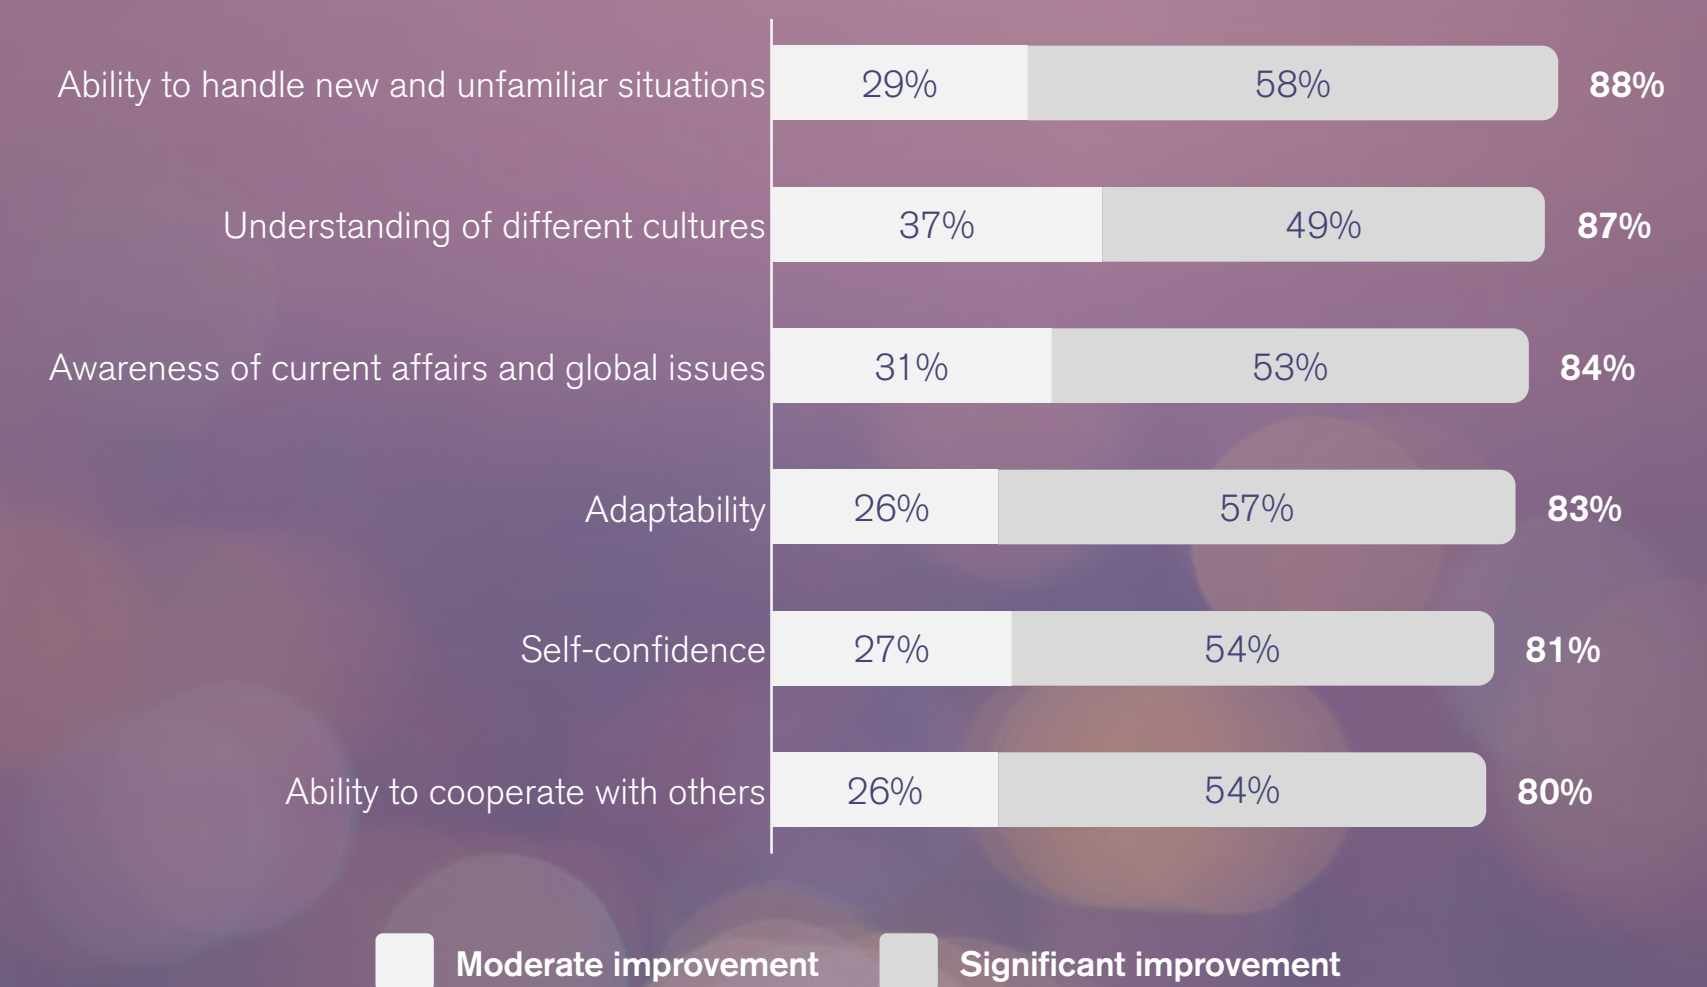 Ability to handle new and unfamiliar situations 29% 58% 88%
Understanding of different cultures 37% 49% 87%
Awareness of current affairs and global issues 31% 53% 84%
Adaptability 26% 57% 83%
Self-confidence 27% 54% 81%
Ability to cooperate with others 26% 54% 80%
Moderate improvement Significant improvement